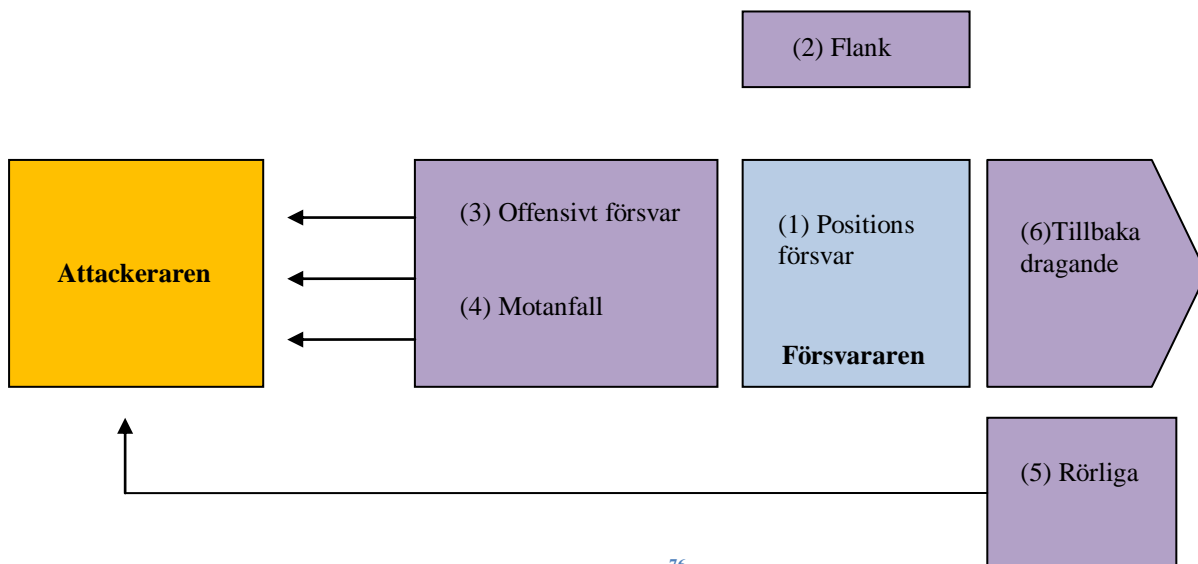 (2) Flank
Attackeraren
(3) Offensivt försvar
(4) Motanfall
(1) Positions
försvar
Försvararen
(6)Tillbaka
dragande
(5) Rörliga
76